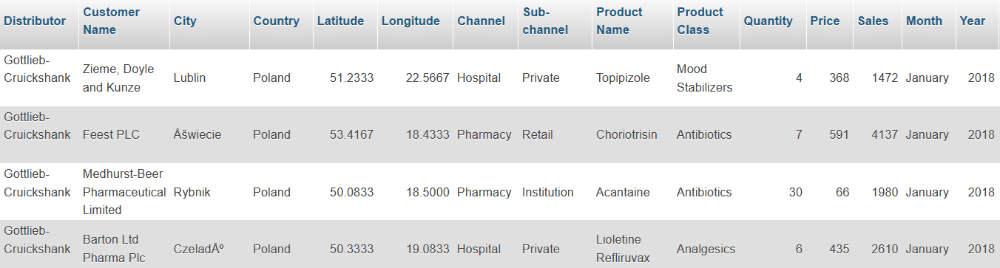 Distributor Customer Name City Country Latitude Longitude Channel Sub-channel Product Name Product Class Quantity Price Sales Month Year
Gottlieb-Cruickshank Zieme, Doyle and Kunze Lublin Poland 51.2333 22.5667 Hospital Private Topipizole Mood Stabilizers 4 368 1472 January 2018
Gottlieb-Cruickshank Feest PLC Âšwiecie Poland 53.4167 18.4333 Pharmacy Retail Choriotrisin Antibiotics 7 591 4137 January 2018
Gottlieb-Cruickshank Medhurst-Beer Pharmaceutical Limited Rybnik Poland 50.0833 18.5000 Pharmacy Institution Acantaine Antibiotics 30 66 1980 January 2018
Gottlieb-Cruickshank Barton Ltd Pharma Plc CzeladÂº Poland 50.3333 19.0833 Hospital Private Lioletine Refliruvax Analgesics 6 435 2610 January 2018